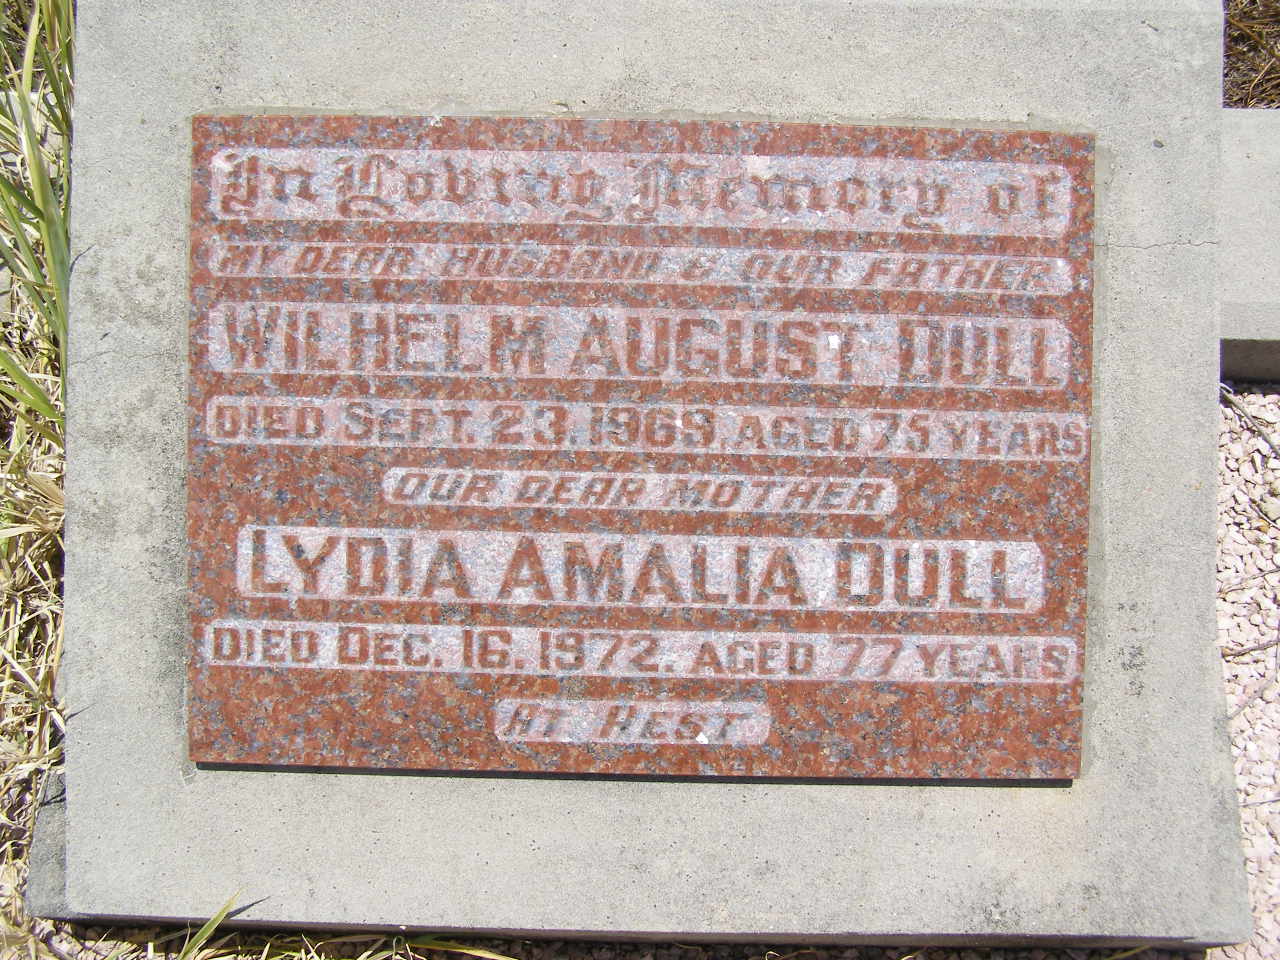 In Loving Memory of
MY DEAR HUSBAND & OUR FATHER
WILHELM AUGUST DULL
DIED SEPT. 23. 1969. AGED 75 YEARS
OUR DEAR MOTHER
LYDIA AMALIA DULL
DIED DEC. 16. 1972. AGED 77 YEARS
AT REST